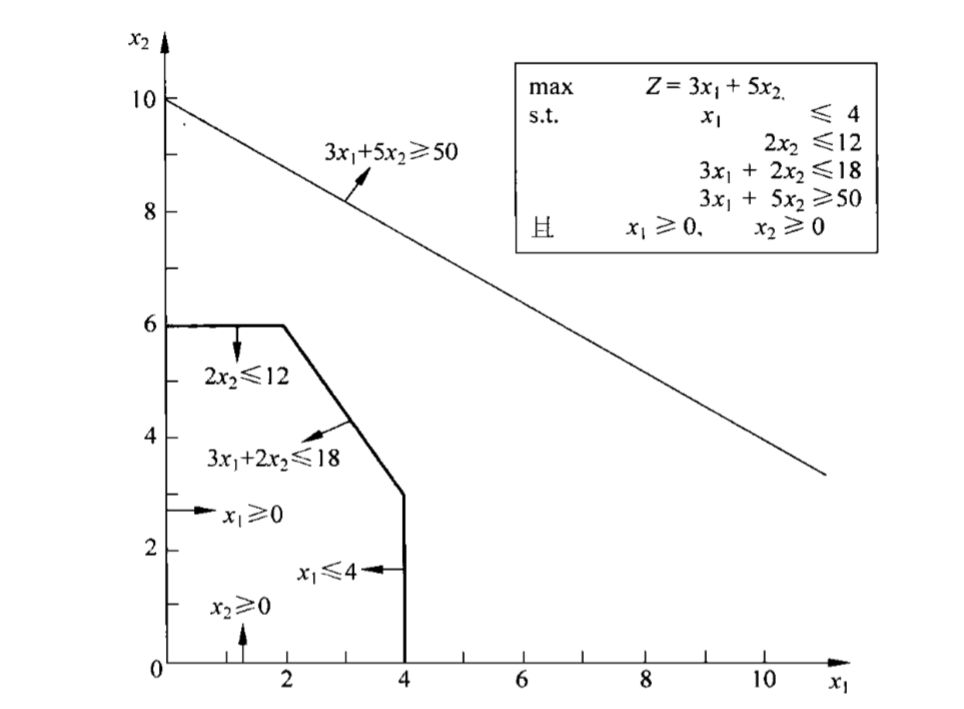 x₂
10
8
6
4
2
0
2
4
6
8
10
x₁
3x₁+5x₂≥50
2x₂≤12
3x₁+2x₂≤18
x₁≥0
x₁≤4
x₂≥0
max Z = 3x₁ + 5x₂,
s.t. x₁ ≤ 4
2x₂ ≤12
3x₁ + 2x₂ ≤18
3x₁ + 5x₂ ≥50
且 x₁ ≥ 0, x₂ ≥ 0